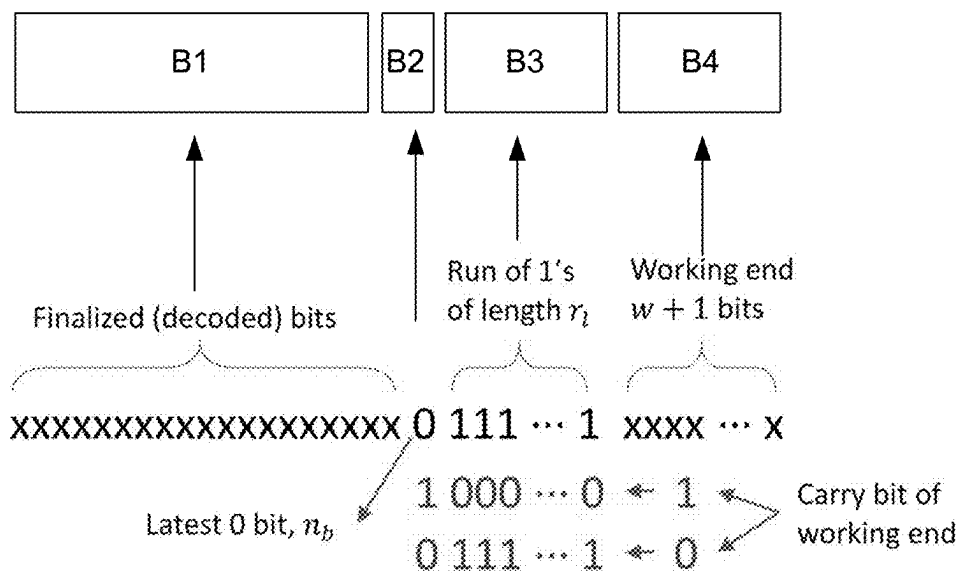 B1 B2 B3 B4
Run of 1's Working end
Finalized (decoded) bits of length r_l w + 1 bits
xxxxxxxxxxxxxxxxxxx 0 111 ··· 1 xxxx ··· x
1 000 ··· 0 ← 1 Carry bit of
Latest 0 bit, n_b working end
0 111 ··· 1 ← 0